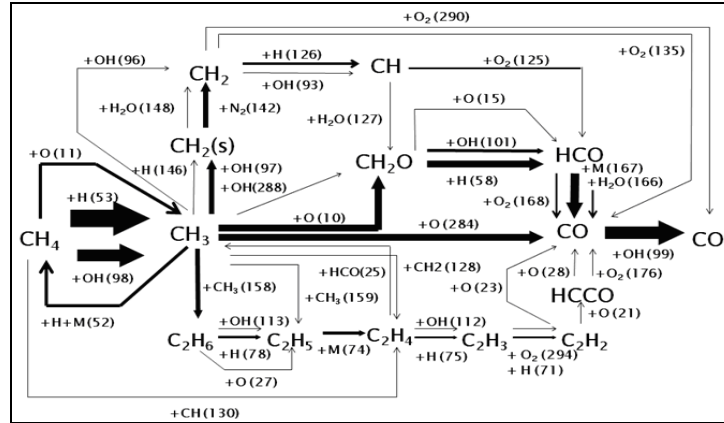 +O₂(290)
+OH(96)
+H(126)
+O₂(125)
+O₂(135)
CH₂
CH
+OH(93)
+H₂O(148)
+N₂(142)
+O(15)
+H₂O(127)
+OH(101)
CH₂(s)
CH₂O
HCO
+O(11)
+H(146)
+OH(97)
+OH(288)
+H(58)
+M(167)
+H₂O(166)
+O₂(168)
+H(53)
+O(10)
+O(284)
CH₄
CH₃
CO
CO
+OH(98)
+OH(99)
+HCO(25)
+CH2(128)
+O(28)
+O₂(176)
+CH₃(158)
+O(23)
+CH₃(159)
HCCO
+H+M(52)
+OH(113)
+OH(112)
+O(21)
C₂H₆
C₂H₅
C₂H₄
C₂H₃
C₂H₂
+H(78)
+M(74)
+H(75)
+O₂(294)
+H(71)
+O(27)
+CH(130)